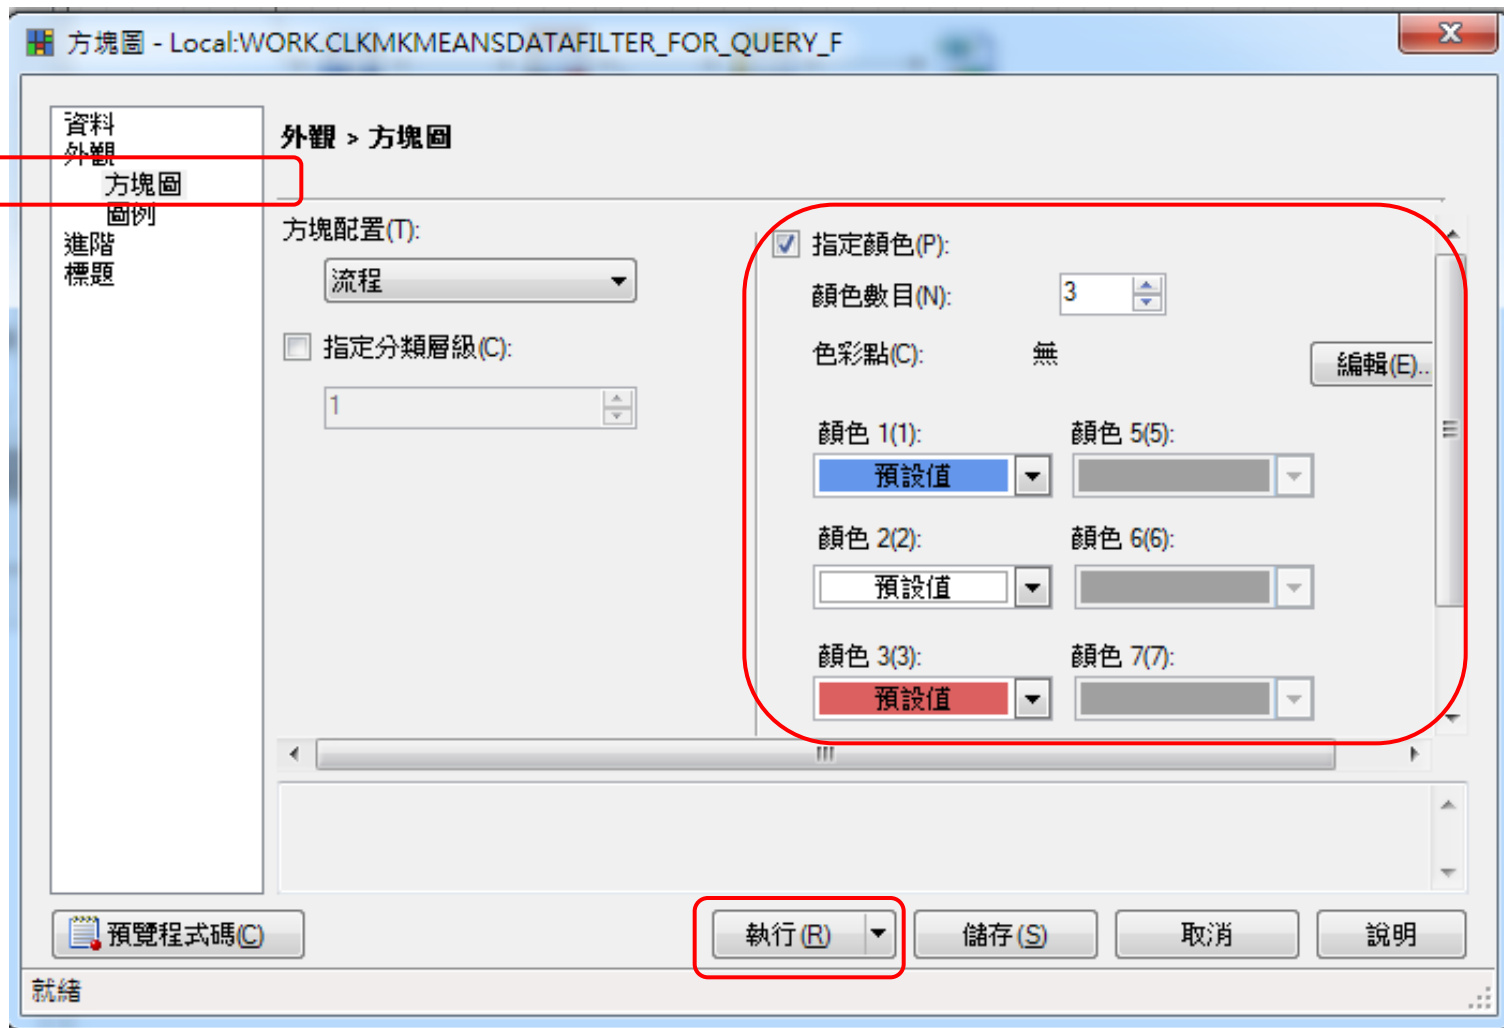 方塊圖 - Local:WORK.CLKMKMEANSDATAFILTER_FOR_QUERY_F
資料
外觀
方塊圖
圖例
進階
標題
外觀 > 方塊圖
方塊配置(T):
流程
指定分類層級(C):
1
指定顏色(P):
顏色數目(N):
3
色彩點(C):
無
編輯(E)..
顏色 1(1):
顏色 5(5):
預設值
顏色 2(2):
顏色 6(6):
預設值
顏色 3(3):
顏色 7(7):
預設值
預覽程式碼(C)
執行(R)
儲存(S)
取消
說明
就緒